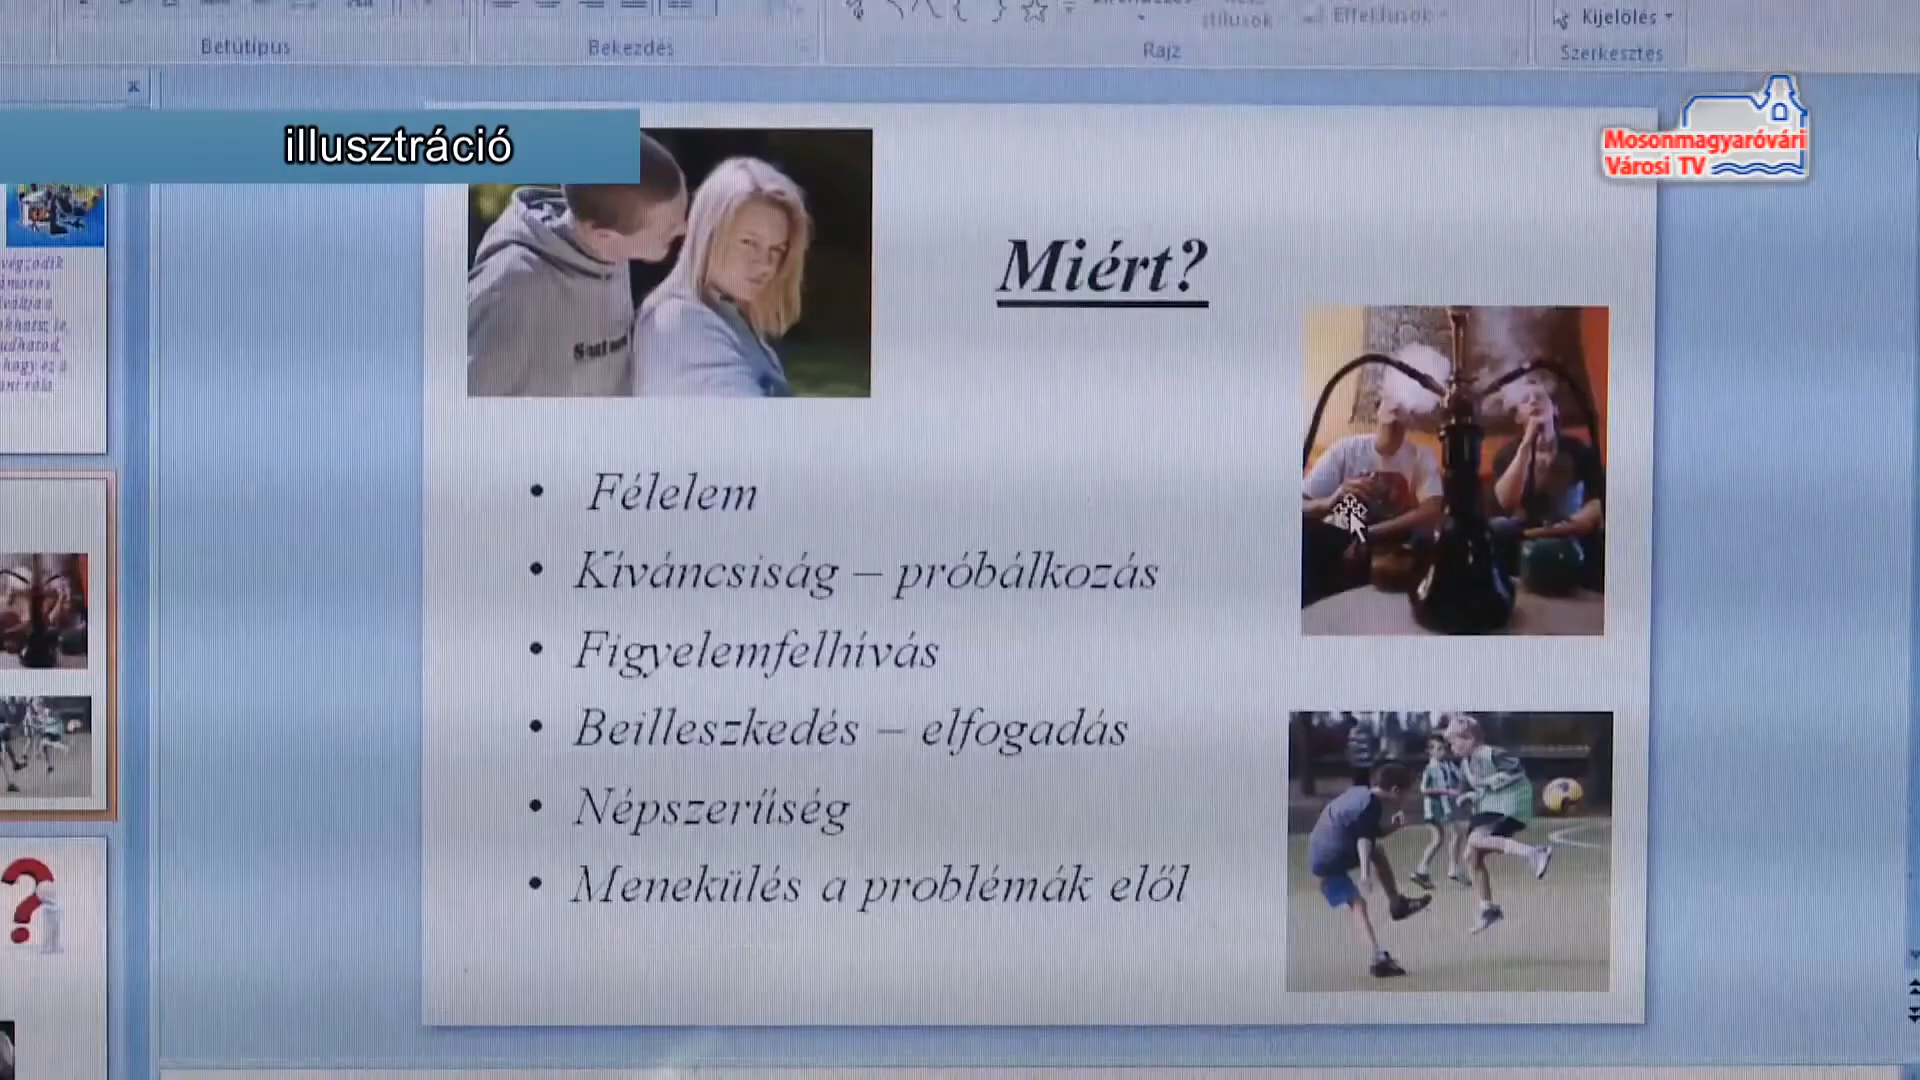 Betűtípus
Bekezdés
Rajz
Kijelölés
Szerkesztés
illusztráció
Mosonmagyaróvári
Városi TV
Miért?
• Félelem
• Kíváncsiság – próbálkozás
• Figyelemfelhívás
• Beilleszkedés – elfogadás
• Népszerűség
• Menekülés a problémák elől